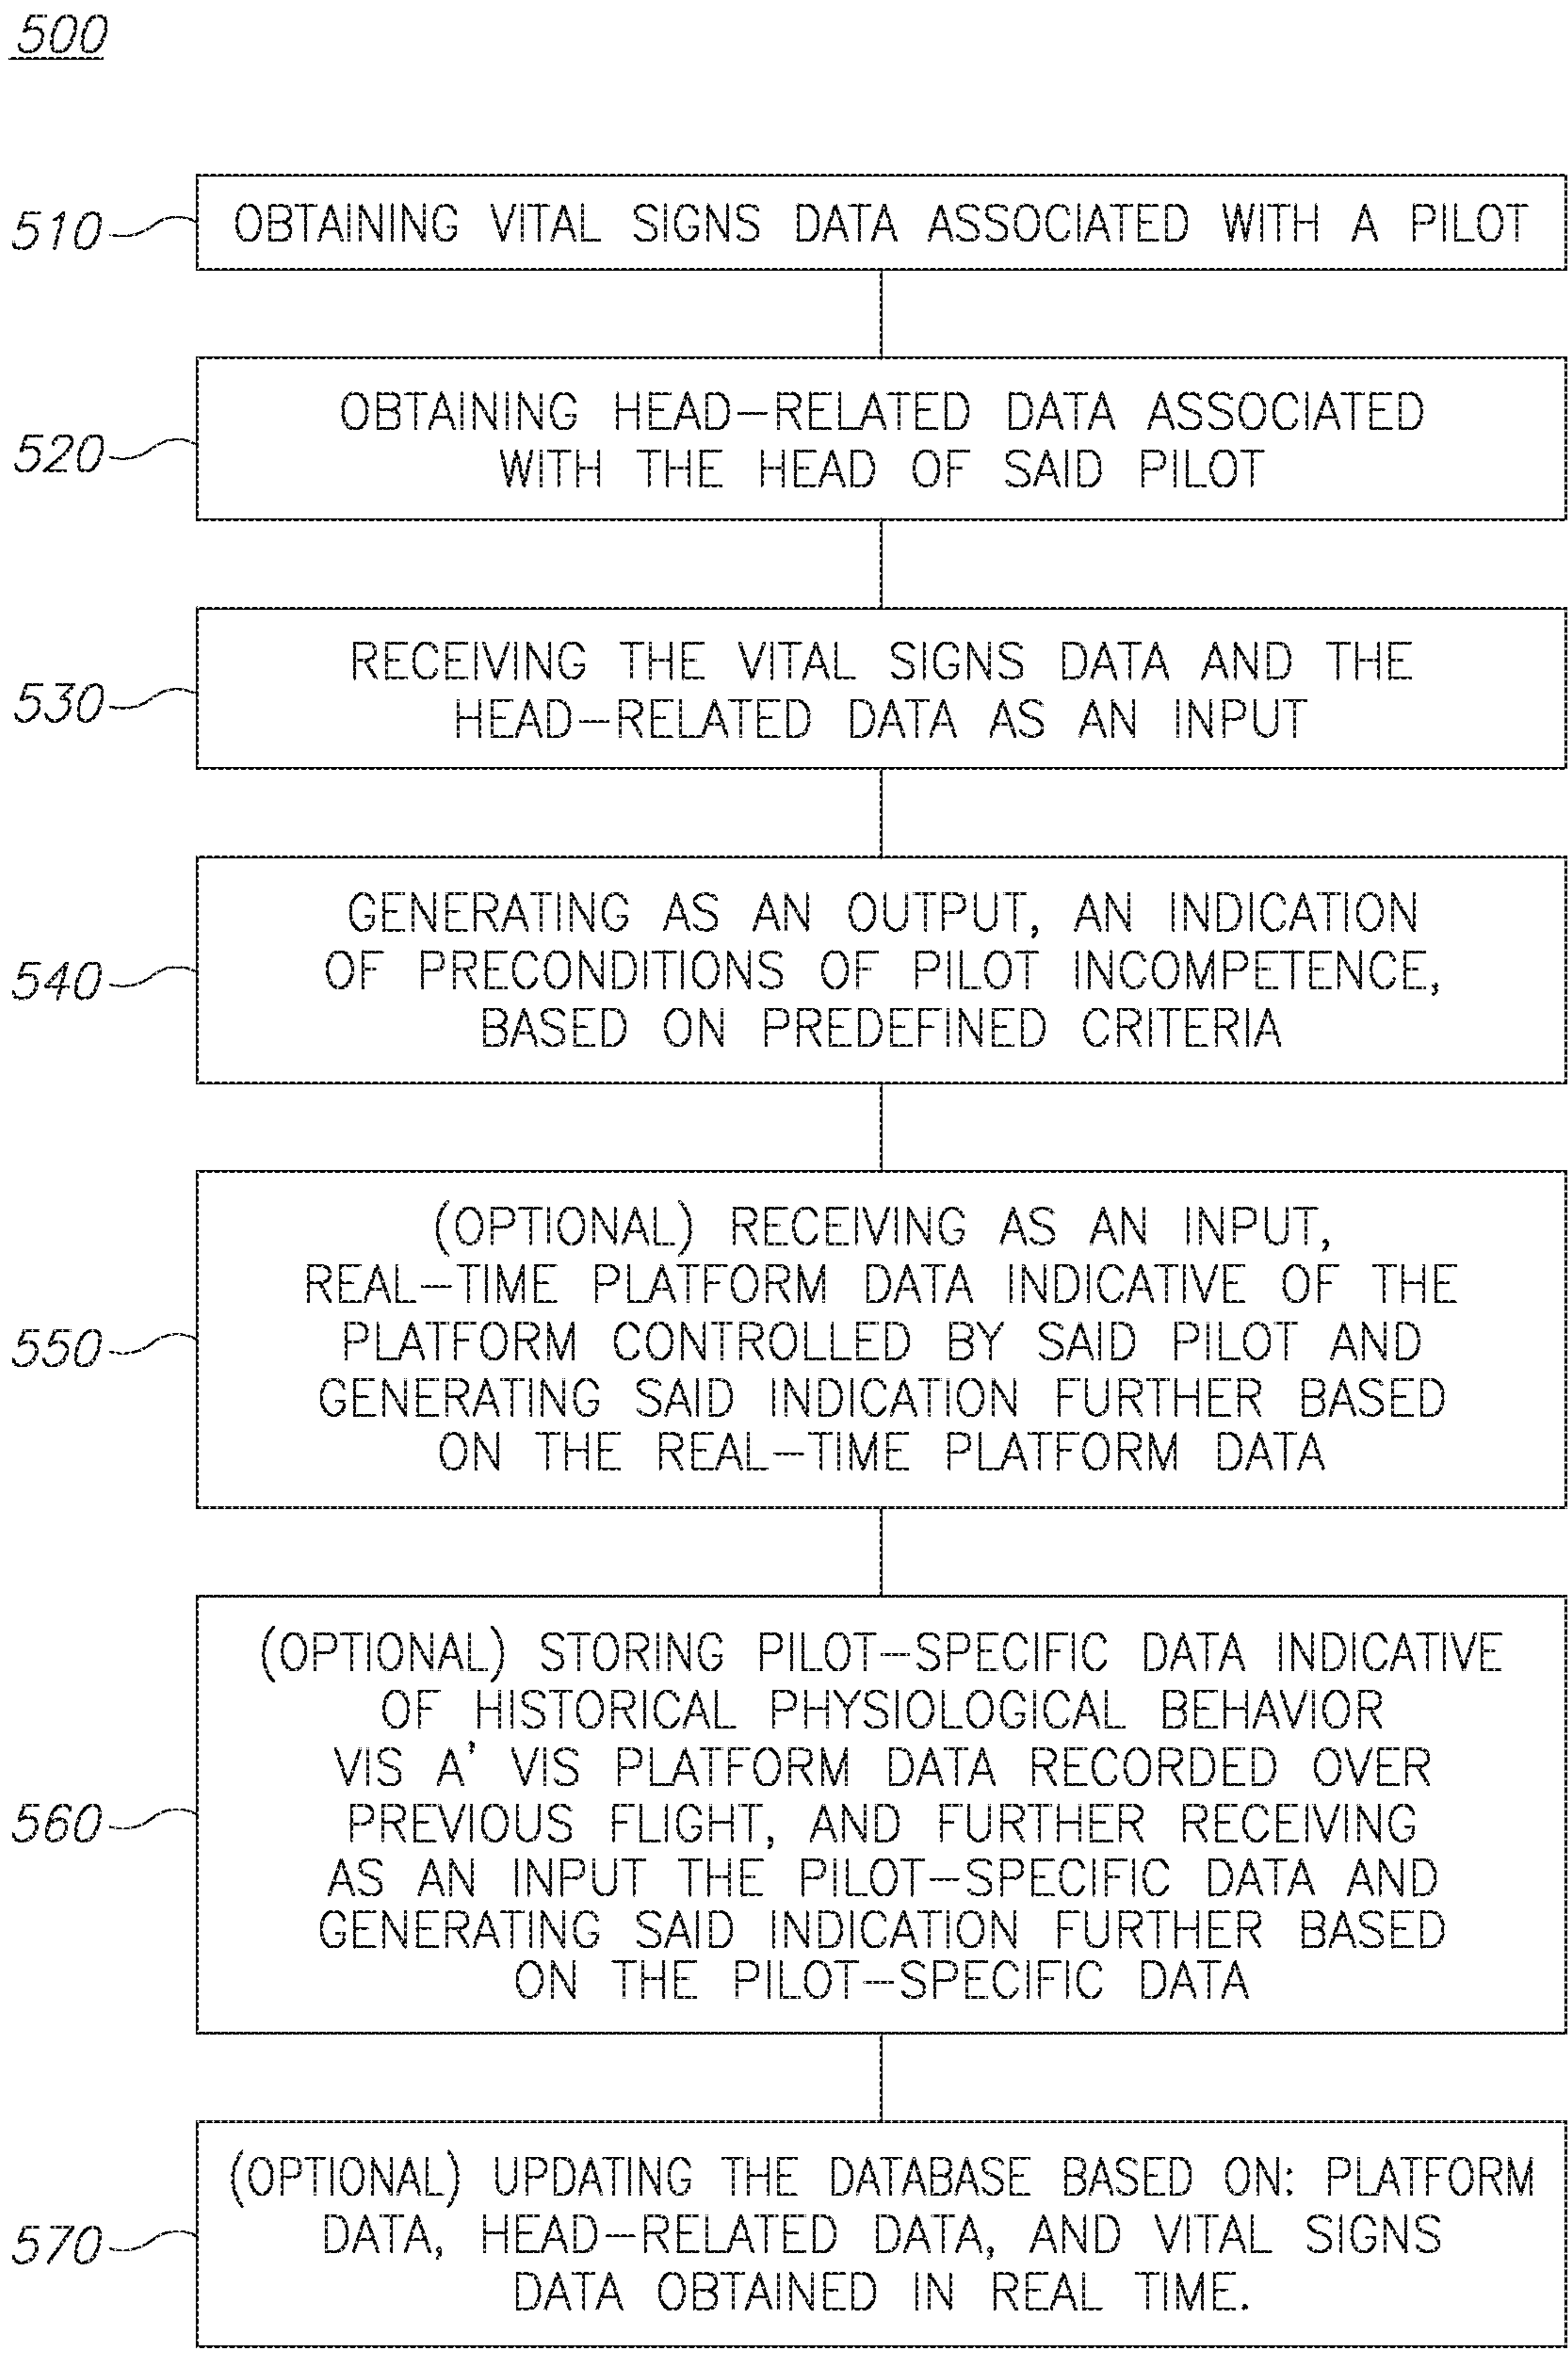 500
510
OBTAINING VITAL SIGNS DATA ASSOCIATED WITH A PILOT
520
OBTAINING HEAD-RELATED DATA ASSOCIATED
WITH THE HEAD OF SAID PILOT
530
RECEIVING THE VITAL SIGNS DATA AND THE
HEAD-RELATED DATA AS AN INPUT
540
GENERATING AS AN OUTPUT, AN INDICATION
OF PRECONDITIONS OF PILOT INCOMPETENCE,
BASED ON PREDEFINED CRITERIA
550
(OPTIONAL) RECEIVING AS AN INPUT,
REAL-TIME PLATFORM DATA INDICATIVE OF THE
PLATFORM CONTROLLED BY SAID PILOT AND
GENERATING SAID INDICATION FURTHER BASED
ON THE REAL-TIME PLATFORM DATA
560
(OPTIONAL) STORING PILOT-SPECIFIC DATA INDICATIVE
OF HISTORICAL PHYSIOLOGICAL BEHAVIOR
VIS A' VIS PLATFORM DATA RECORDED OVER
PREVIOUS FLIGHT, AND FURTHER RECEIVING
AS AN INPUT THE PILOT-SPECIFIC DATA AND
GENERATING SAID INDICATION FURTHER BASED
ON THE PILOT-SPECIFIC DATA
570
(OPTIONAL) UPDATING THE DATABASE BASED ON: PLATFORM
DATA, HEAD-RELATED DATA, AND VITAL SIGNS
DATA OBTAINED IN REAL TIME.